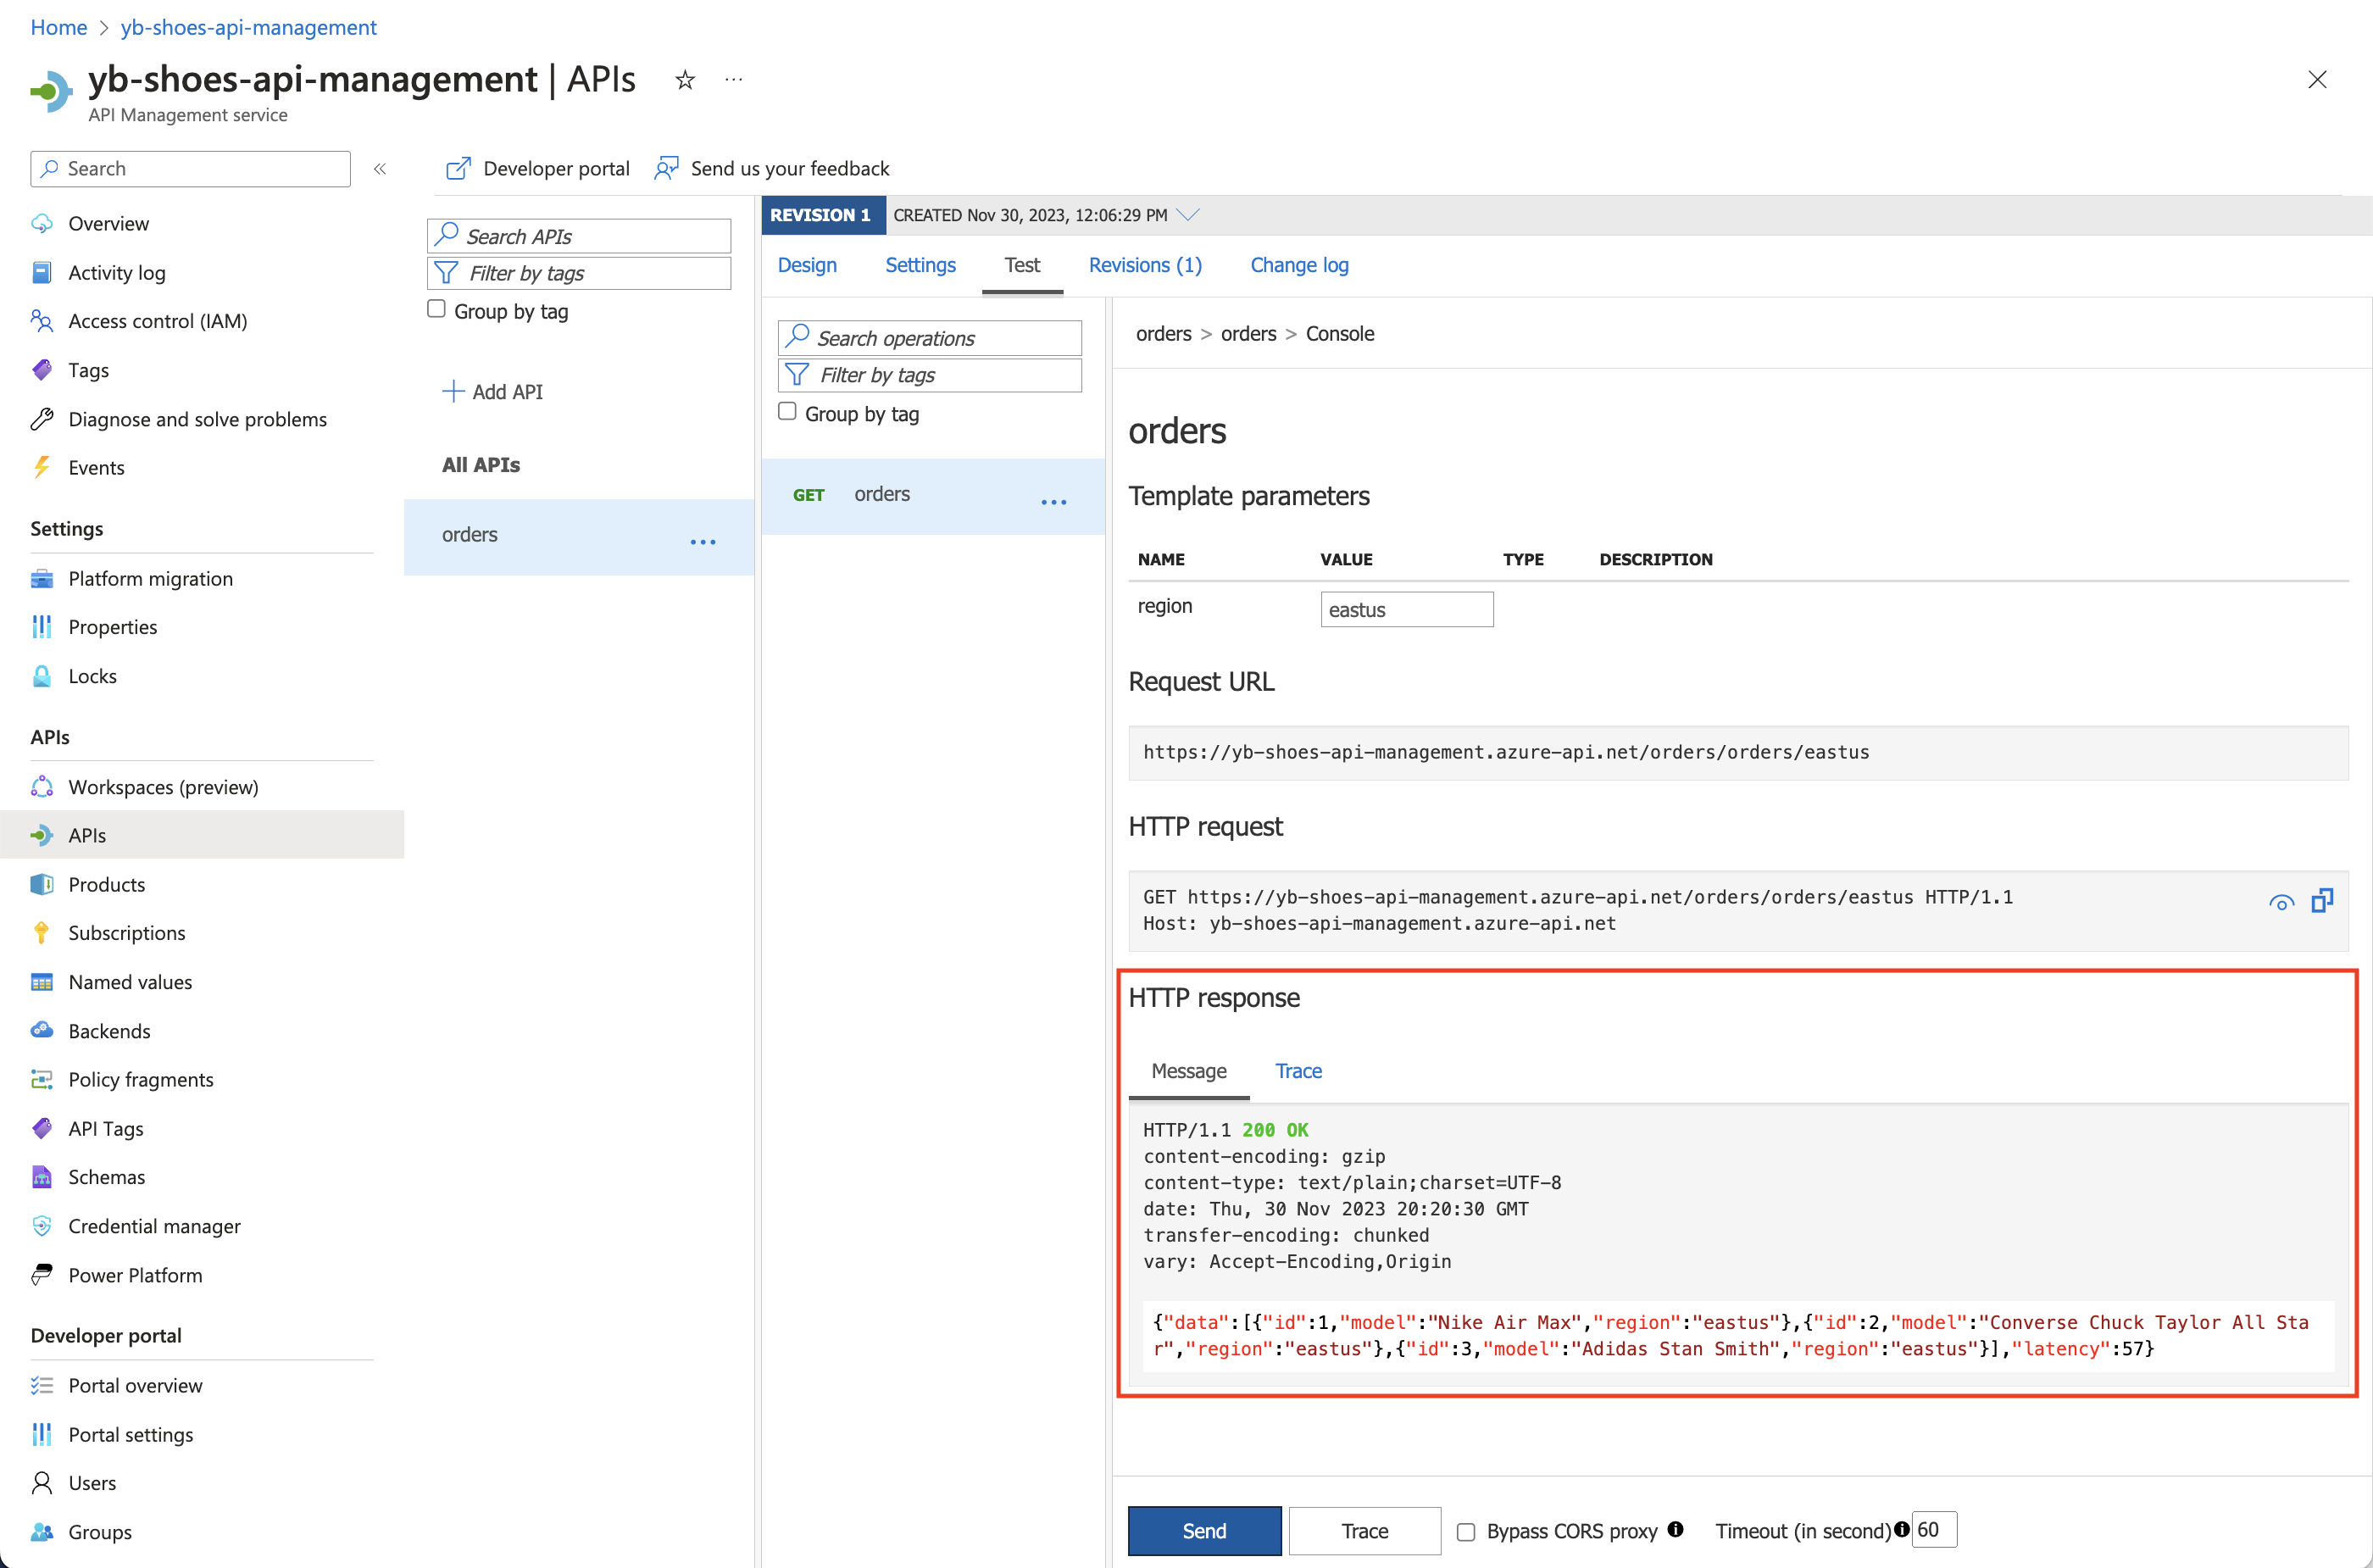 Home > yb-shoes-api-management
yb-shoes-api-management | APIs
API Management service
Search
Overview
Activity log
Access control (IAM)
Tags
Diagnose and solve problems
Events
Settings
Platform migration
Properties
Locks
APIs
Workspaces (preview)
APIs
Products
Subscriptions
Named values
Backends
Policy fragments
API Tags
Schemas
Credential manager
Power Platform
Developer portal
Portal overview
Portal settings
Users
Groups
Developer portal
Send us your feedback
Search APIs
Filter by tags
Group by tag
Add API
All APIs
orders
REVISION 1 CREATED Nov 30, 2023, 12:06:29 PM
Design Settings Test Revisions (1) Change log
Search operations
Filter by tags
Group by tag
GET orders
orders > orders > Console
orders
Template parameters
NAME VALUE TYPE DESCRIPTION
region eastus
Request URL
https://yb-shoes-api-management.azure-api.net/orders/orders/eastus
HTTP request
GET https://yb-shoes-api-management.azure-api.net/orders/orders/eastus HTTP/1.1
Host: yb-shoes-api-management.azure-api.net
HTTP response
Message Trace
HTTP/1.1 200 OK
content-encoding: gzip
content-type: text/plain;charset=UTF-8
date: Thu, 30 Nov 2023 20:20:30 GMT
transfer-encoding: chunked
vary: Accept-Encoding,Origin
{"data":[{"id":1,"model":"Nike Air Max","region":"eastus"},{"id":2,"model":"Converse Chuck Taylor All Sta
r","region":"eastus"},{"id":3,"model":"Adidas Stan Smith","region":"eastus"}],"latency":57}
Send Trace Bypass CORS proxy Timeout (in second) 60